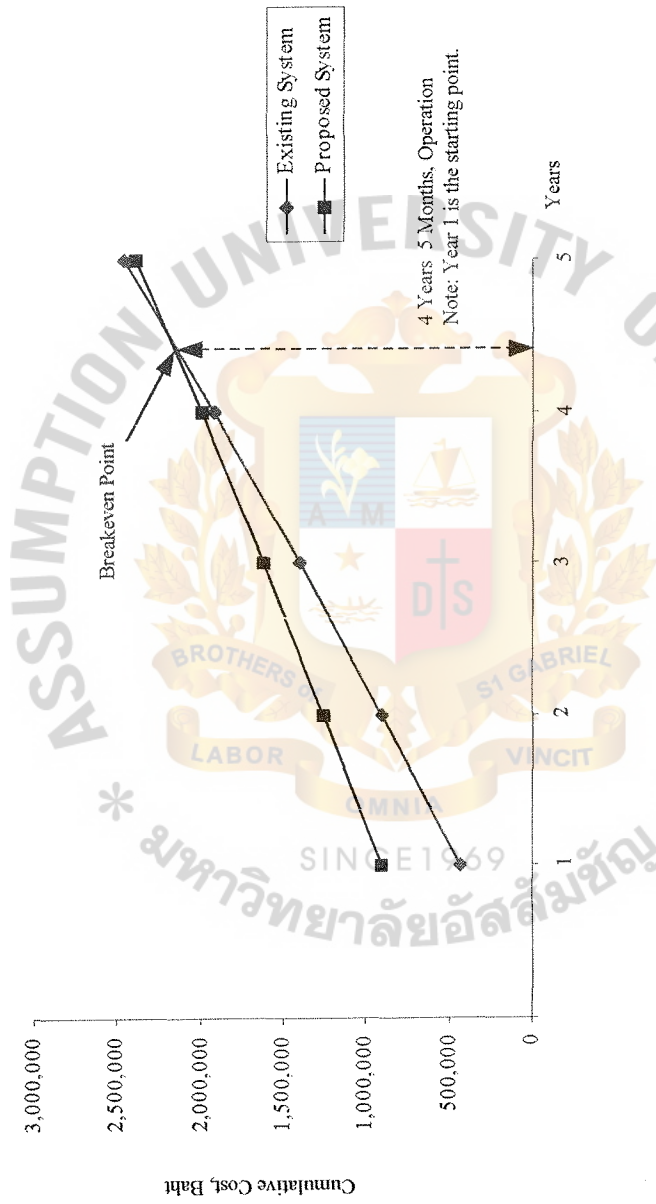 Cumulative Cost, Baht
3,000,000
2,500,000
2,000,000
1,500,000
1,000,000
500,000
0
1
2
3
4
5
Years
Breakeven Point
Existing System
Proposed System
4 Years 5 Months, Operation
Note: Year 1 is the starting point.
ASSUMPTION UNIVERSITY
A M
D S
BROTHERS of
ST GABRIEL
LABOR
OMNIA
VINCIT
SINCE1969
* มหาวิทยาลัยอัสสัมชัญ